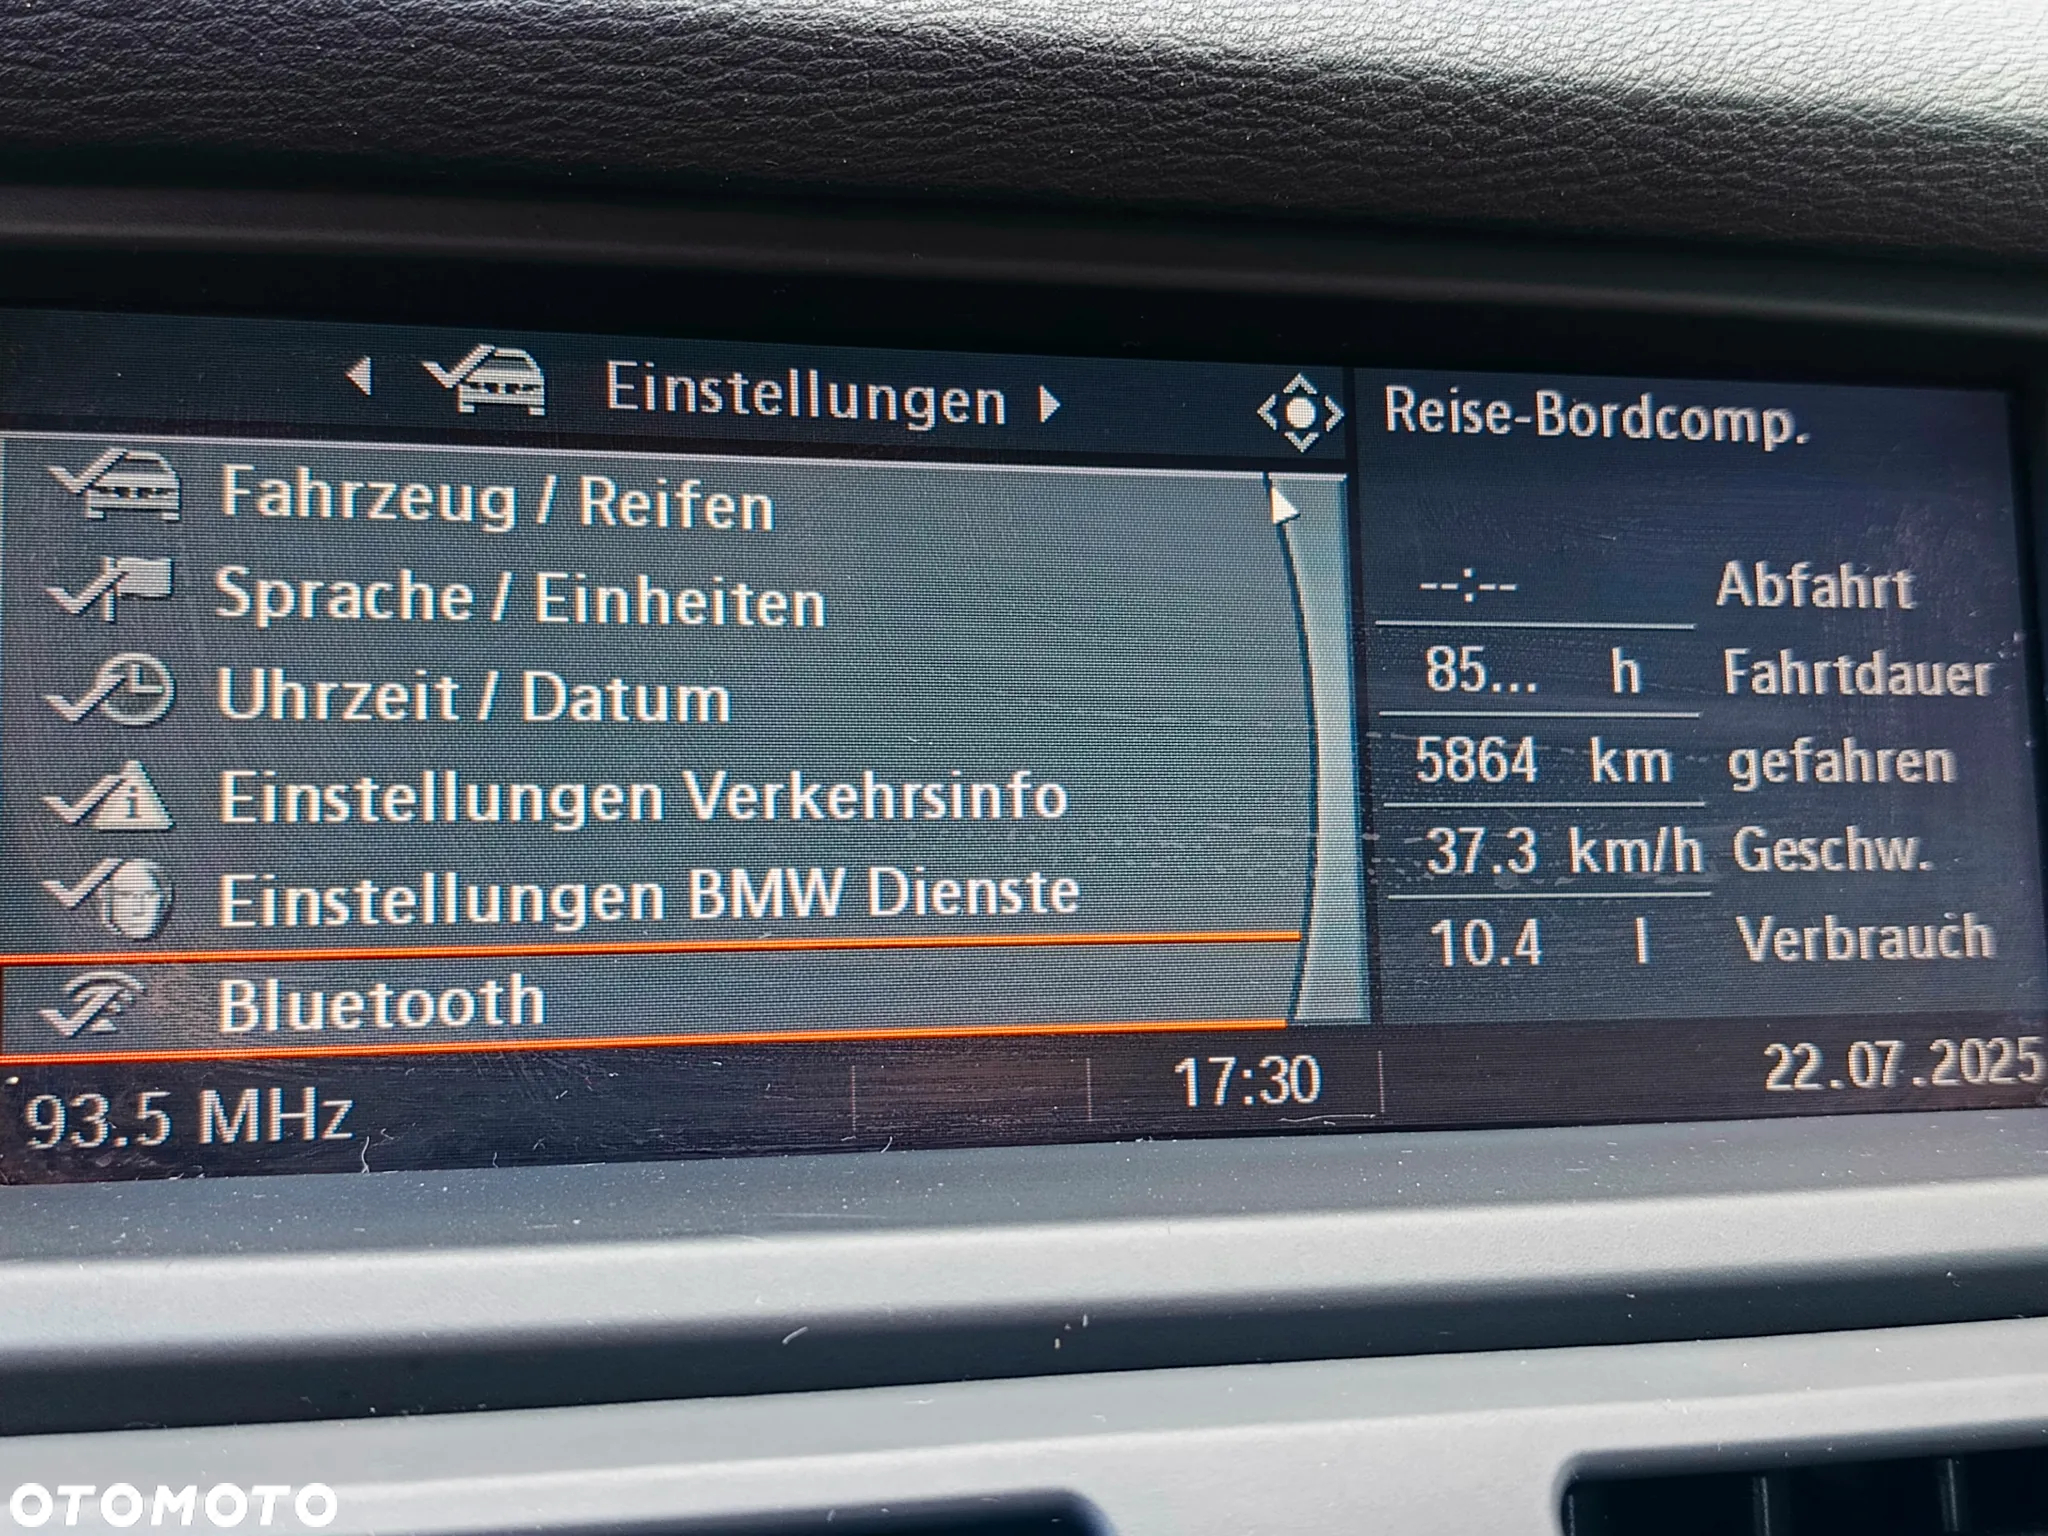 Einstellungen
Fahrzeug / Reifen
Sprache / Einheiten
Uhrzeit / Datum
Einstellungen Verkehrsinfo
Einstellungen BMW Dienste
Bluetooth
Reise-Bordcomp.
--:-- Abfahrt
85... h Fahrtdauer
5864 km gefahren
37.3 km/h Geschw.
10.4 l Verbrauch
93.5 MHz
17:30
22.07.2025
OTOMOTO